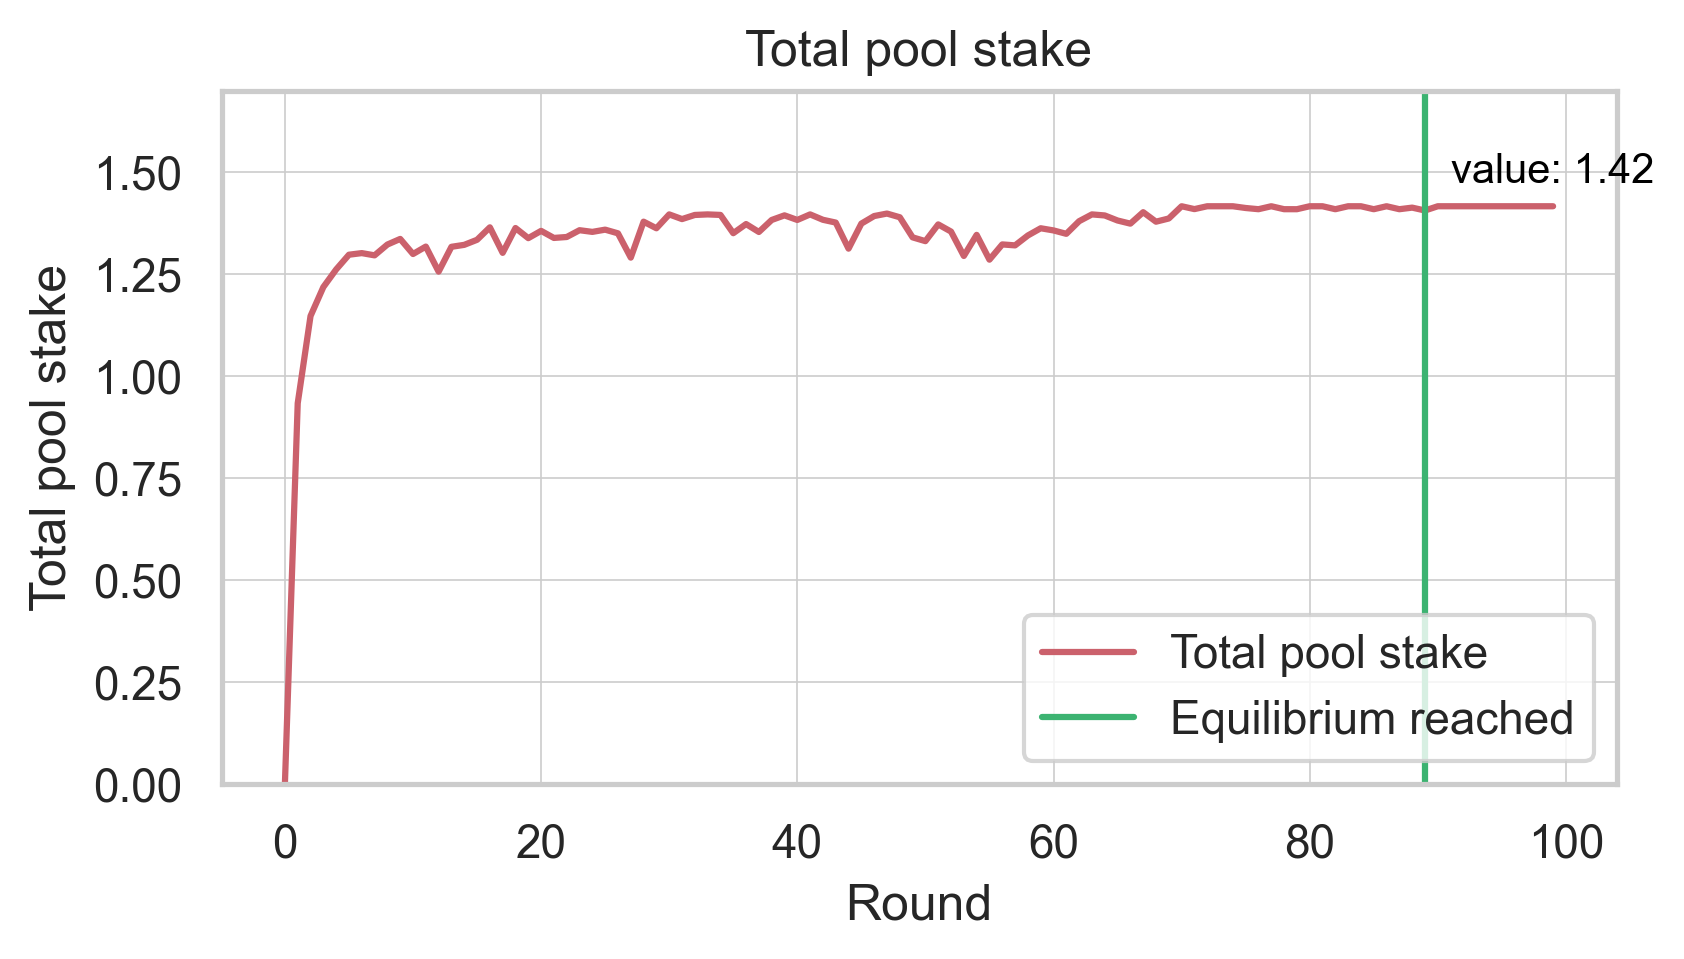 Total pool stake
Total pool stake
1.50
1.25
1.00
0.75
0.50
0.25
0.00
value: 1.42
Total pool stake
Equilibrium reached
0 20 40 60 80 100
Round